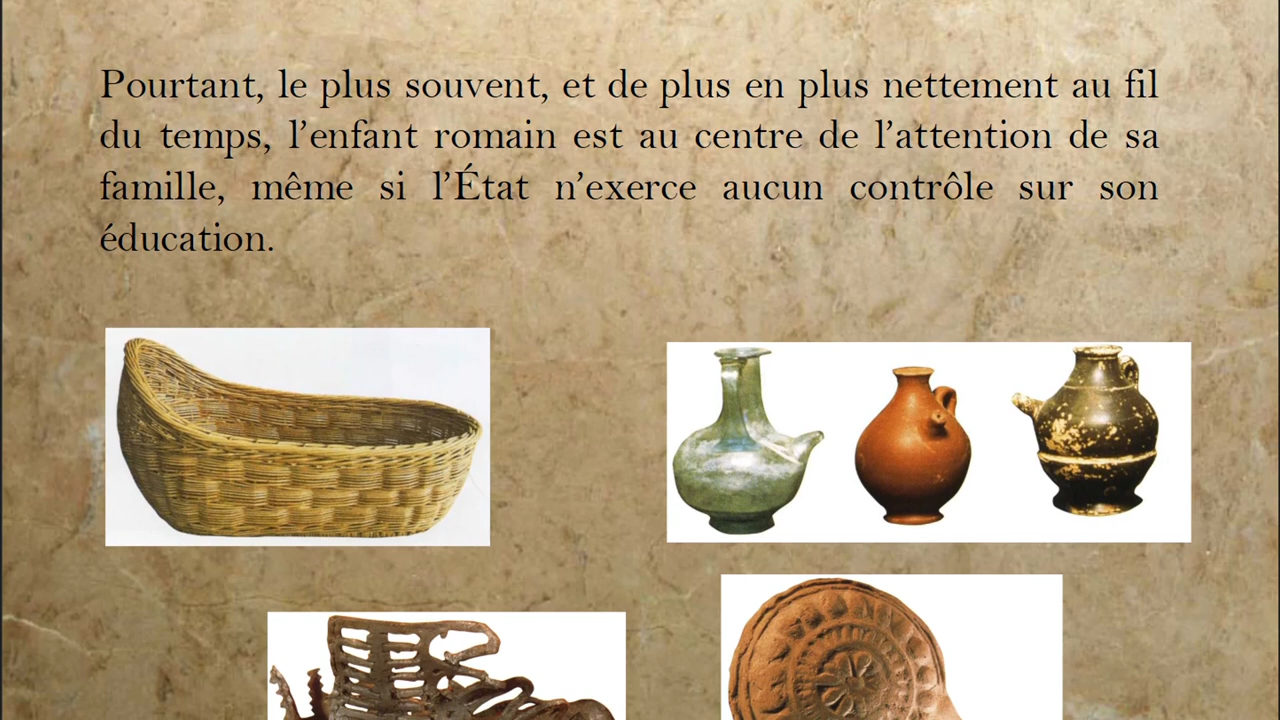 Pourtant, le plus souvent, et de plus en plus nettement au fil
du temps, l’enfant romain est au centre de l’attention de sa
famille, même si l’État n’exerce aucun contrôle sur son
éducation.